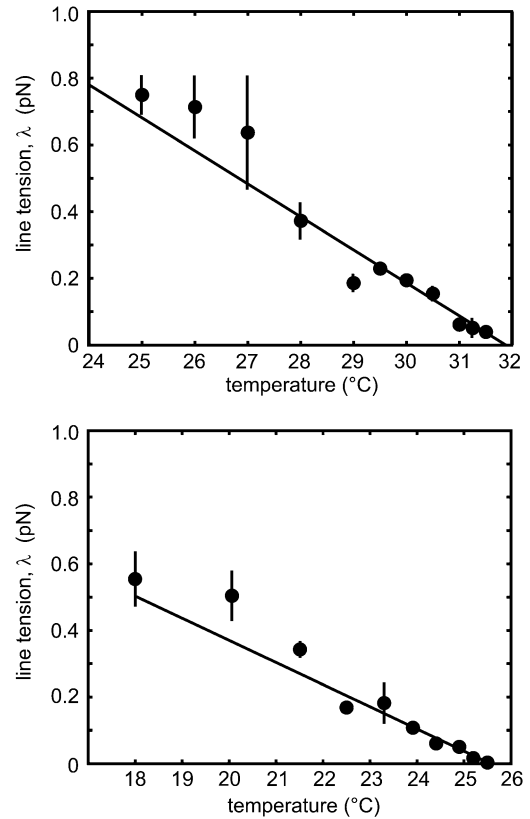 1.0
0.8
0.6
0.4
0.2
0
line tension, λ (pN)
24 25 26 27 28 29 30 31 32
temperature (°C)
1.0
0.8
0.6
0.4
0.2
0
line tension, λ (pN)
18 19 20 21 22 23 24 25 26
temperature (°C)